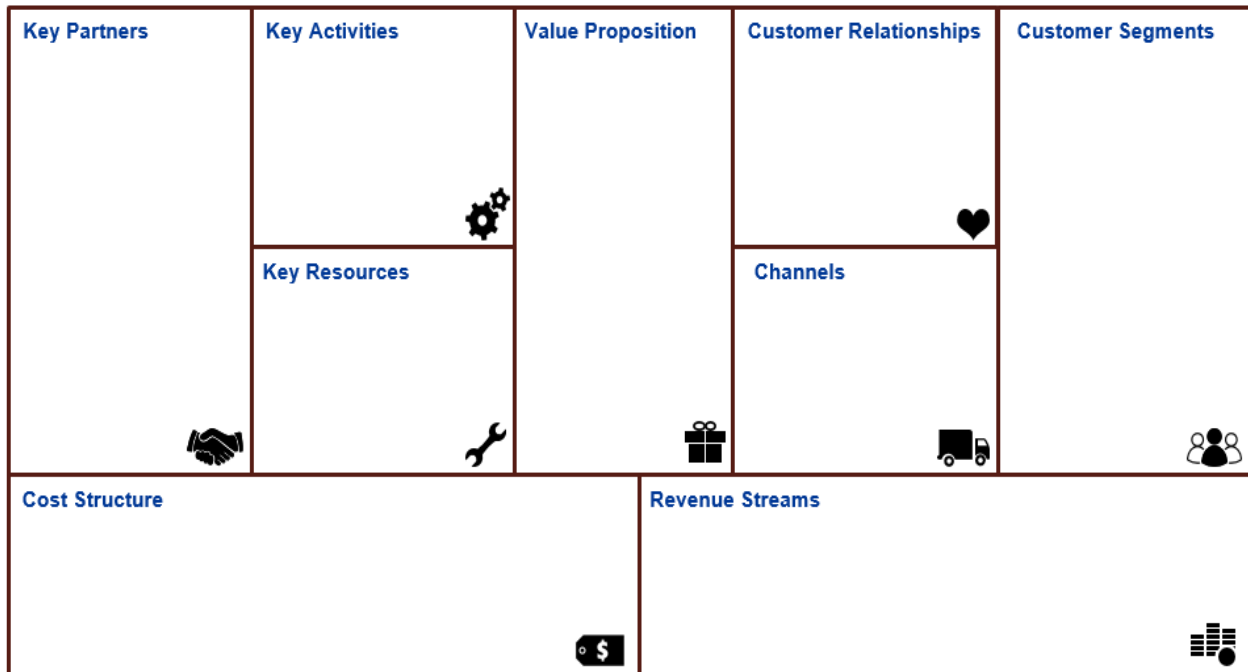 Key Partners
Key Activities
Value Proposition
Customer Relationships
Customer Segments
Key Resources
Channels
Cost Structure
$
Revenue Streams